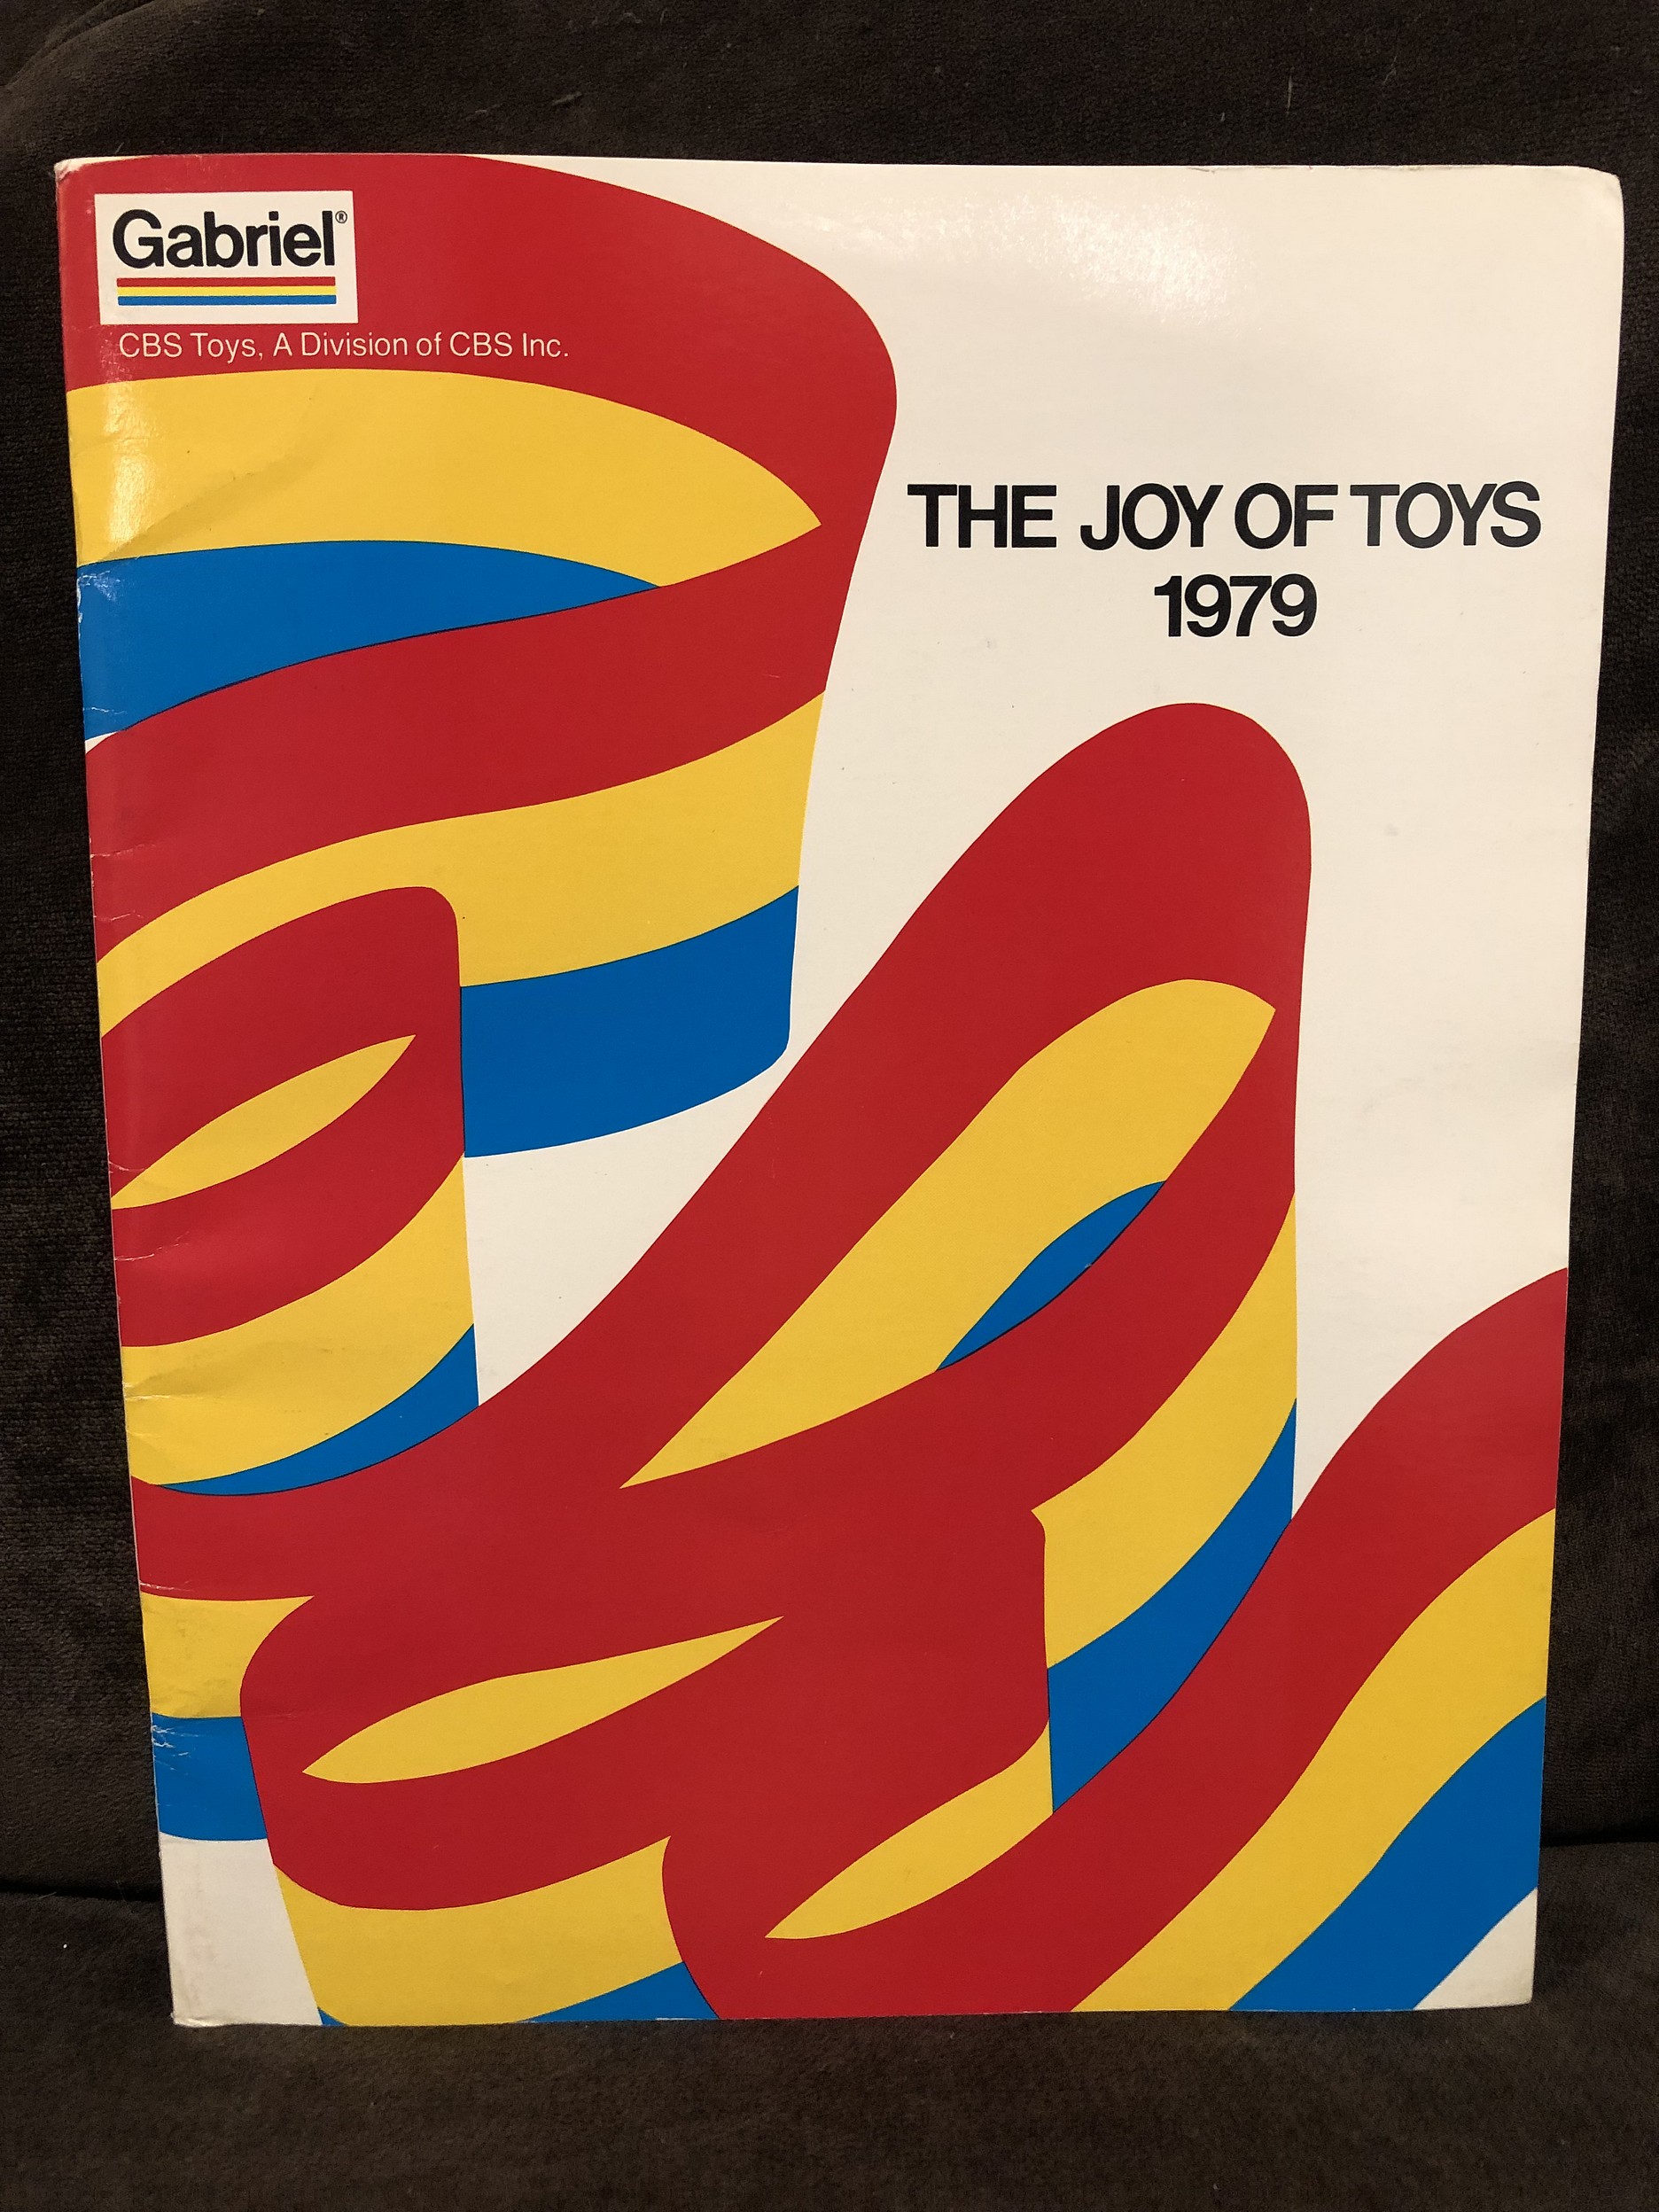 Gabriel®
CBS Toys, A Division of CBS Inc.
THE JOY OF TOYS
1979